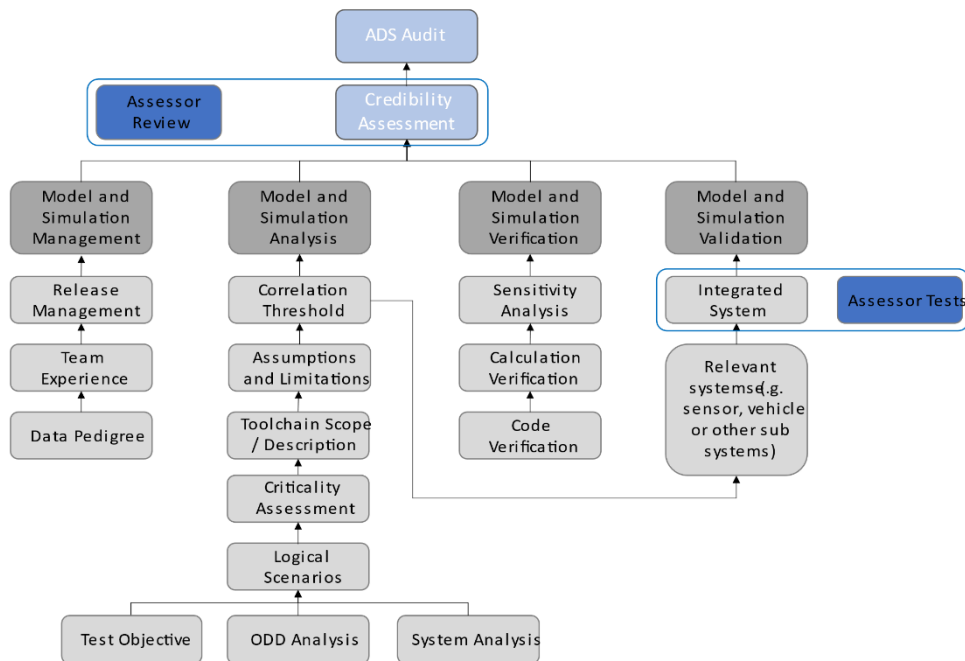 ADS Audit
Assessor
Review
Credibility
Assessment
Model and
Simulation
Management
Model and
Simulation
Analysis
Model and
Simulation
Verification
Model and
Simulation
Validation
Release
Management
Correlation
Threshold
Sensitivity
Analysis
Integrated
System
Assessor Tests
Team
Experience
Assumptions
and Limitations
Calculation
Verification
Relevant
systemse(.g.
sensor, vehicle
or other sub
systems)
Data Pedigree
Toolchain Scope
/ Description
Code
Verification
Criticality
Assessment
Logical
Scenarios
Test Objective
ODD Analysis
System Analysis